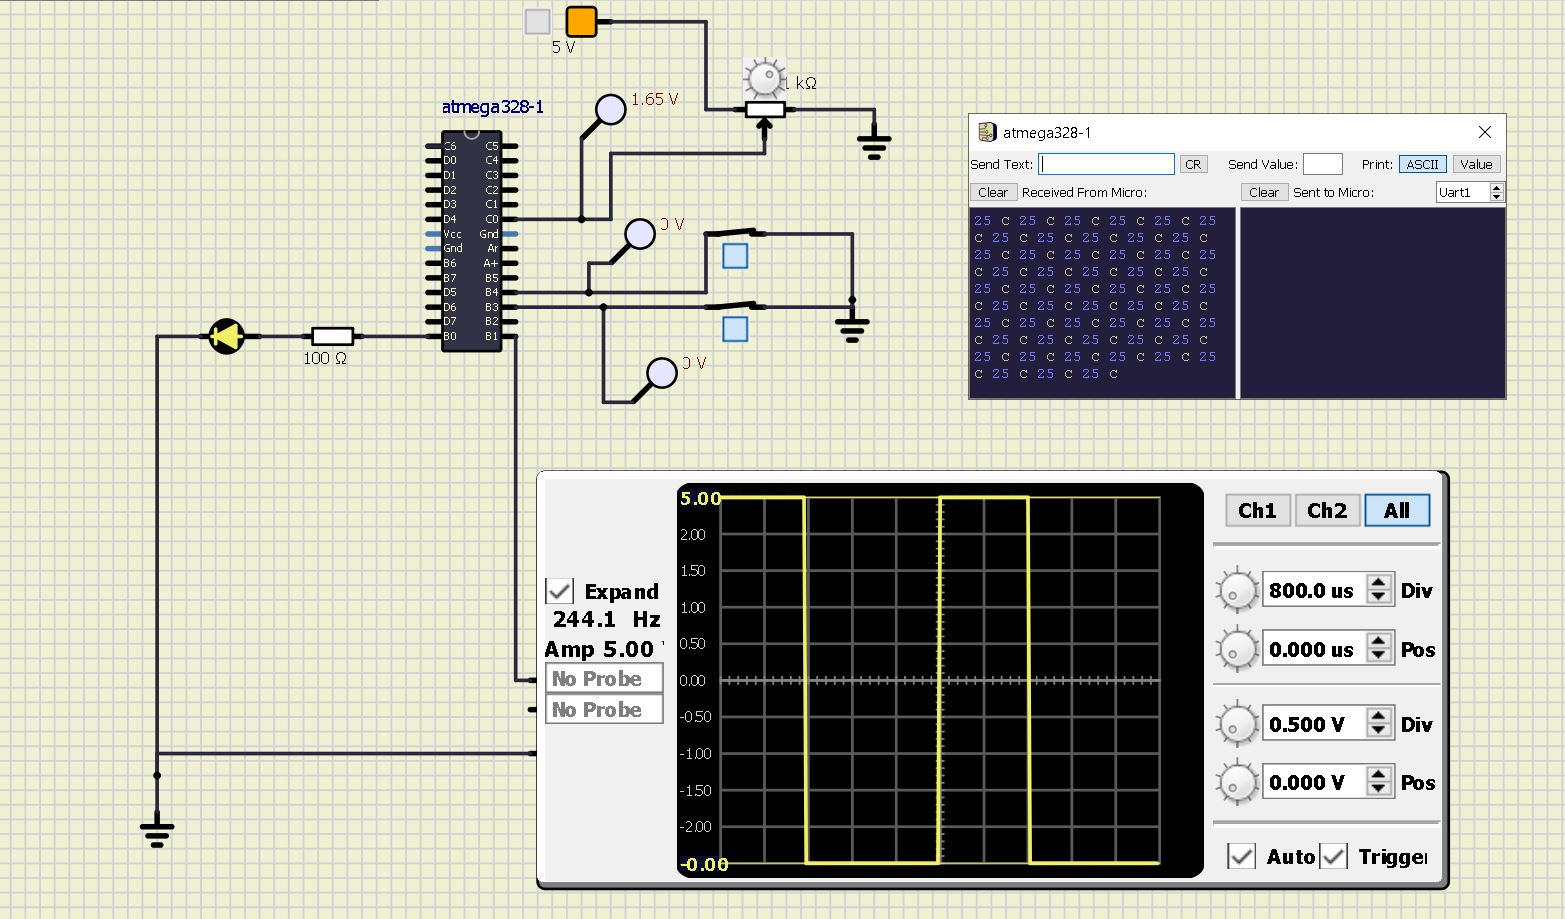 5 V
1 kΩ
atmega328-1
1.65 V
C6 C5
D0 C4
D1 C3
D2 C2
D3 C1
D4 C0
Vcc Gnd
Gnd Ar
B6 A+
B7 B5
D5 B4
D6 B3
D7 B2
B0 B1
0 V
0 V
100 Ω
atmega328-1
Send Text: CR Send Value: Print: ASCII Value
Clear Received From Micro: Clear Sent to Micro: Uart1
25 C 25 C 25 C 25 C 25 C 25
C 25 C 25 C 25 C 25 C 25 C
25 C 25 C 25 C 25 C 25 C 25
C 25 C 25 C 25 C 25 C 25 C
25 C 25 C 25 C 25 C 25 C 25
C 25 C 25 C 25 C 25 C 25 C
25 C 25 C 25 C 25 C 25 C 25
C 25 C 25 C 25 C 25 C 25 C
25 C 25 C 25 C 25 C 25 C 25
C 25 C 25 C 25 C
Expand
244.1 Hz
Amp 5.00
No Probe
No Probe
5.00
2.00
1.50
1.00
0.50
0.00
-0.50
-1.00
-1.50
-2.00
-0.00
Ch1 Ch2 All
800.0 us Div
0.000 us Pos
0.500 V Div
0.000 V Pos
Auto Trigger